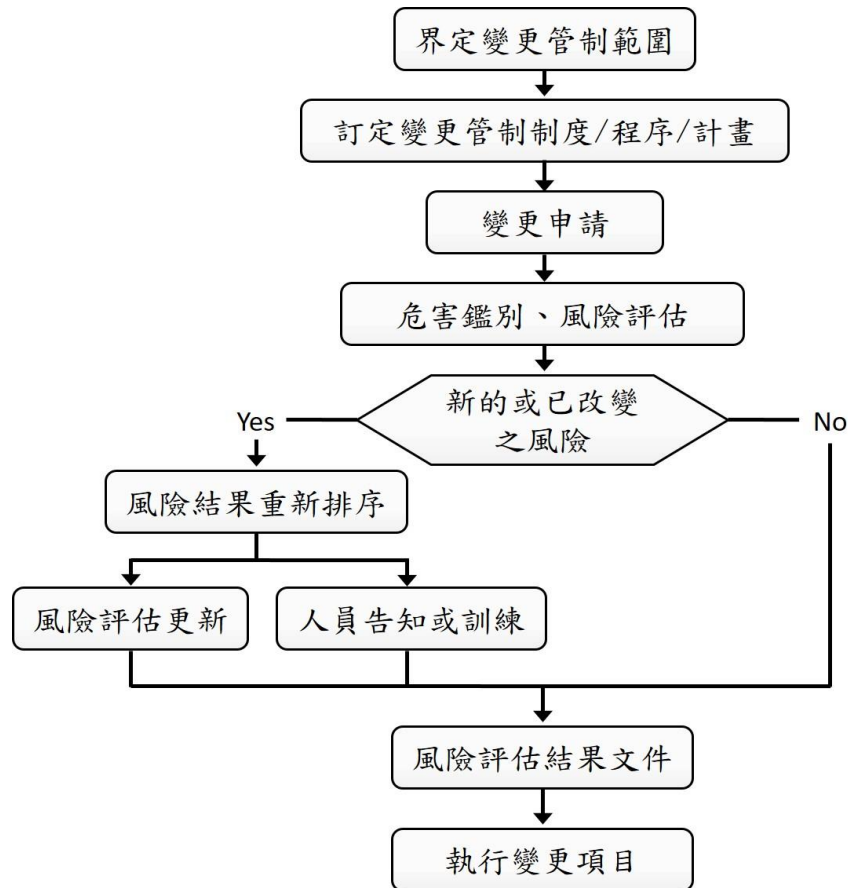 界定變更管制範圍
訂定變更管制制度/程序/計畫
變更申請
危害鑑別、風險評估
新的或已改變
之風險
Yes
No
風險結果重新排序
風險評估更新
人員告知或訓練
風險評估結果文件
執行變更項目